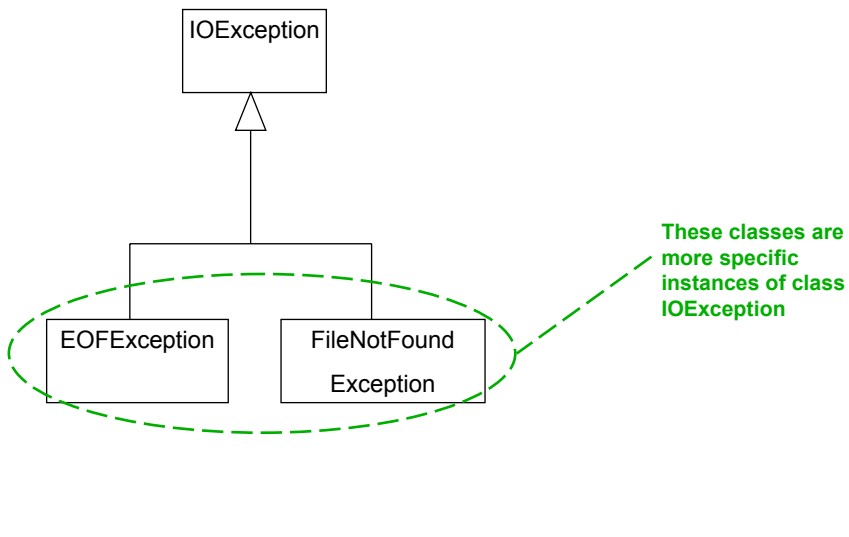 IOException
These classes are
more specific
instances of class
IOException
EOFException
FileNotFound
Exception